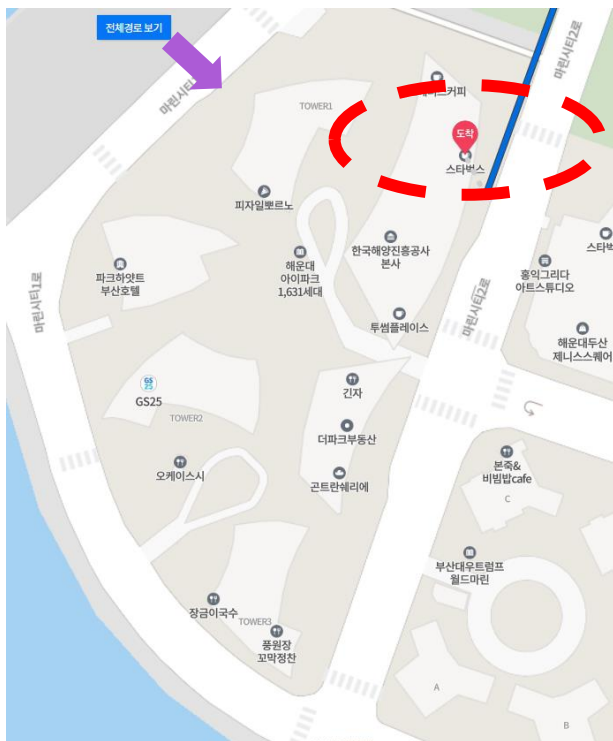 전체경로 보기
마린시티1로
마린시티2로
TOWER1
도착
스타벅스
피자일뽀르노
한국해양진흥공사
본사
해운대
아이파크
1,631세대
파크하얏트
부산호텔
마린시티1로
스타벅
홍익그리다
아트스튜디오
마린시티2로
해운대두산
제니스스퀘어
투썸플레이스
GS
25
GS25
TOWER2
긴자
더파크부동산
오케이스시
곤트란쉐리에
본죽&
비빔밥cafe
C
부산대우트럼프
월드마린
장금이국수
TOWER3
풍원장
꼬막정찬
A
B